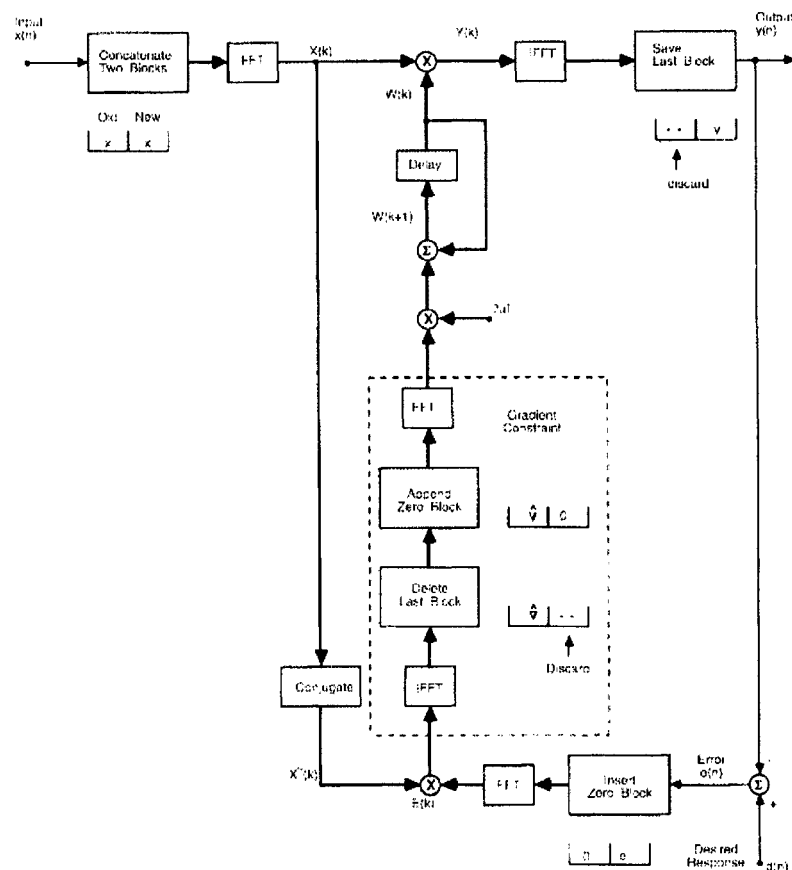 Input
x(n)
Concatenate
Two Blocks
FFT
X(k)
Y(k)
IFFT
Save
Last Block
Output
y(n)
W(k)
Old New
x x
Delay
- - y
discard
W(k+1)
Σ
X
X
FFT
Gradient
Constraint
Append
Zero Block
∇̂ 0
Delete
Last Block
∇̂ - -
Discard
Conjugate
IFFT
X*(k)
X
E(k)
FFT
Insert
Zero Block
Error
e(n)
-
Σ
+
0 e
Desired
Response
d(n)